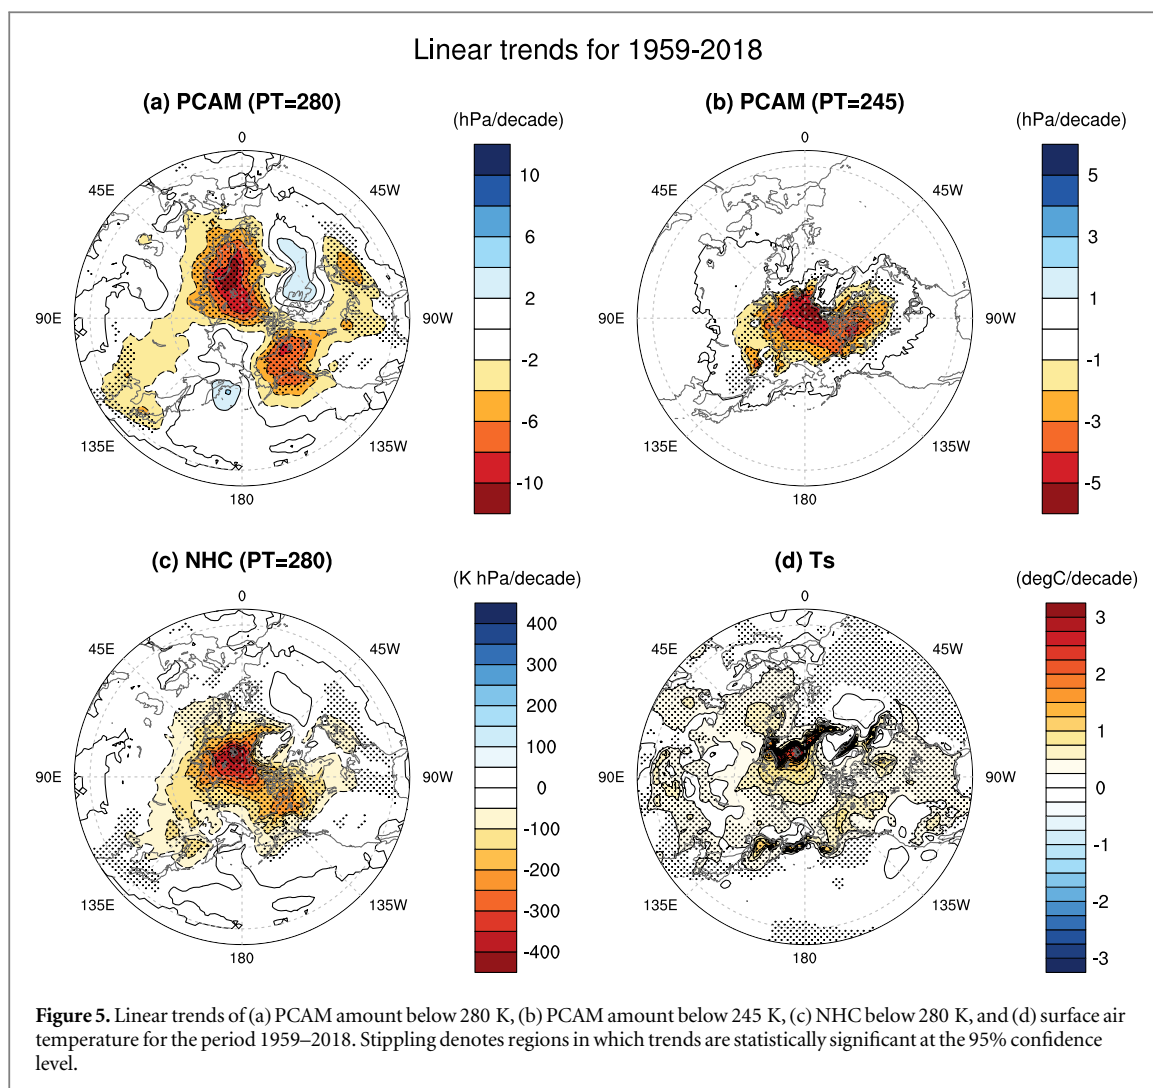 Linear trends for 1959-2018
(a) PCAM (PT=280)
(hPa/decade)
0
45E
45W
90E
90W
135E
135W
180
10
6
2
-2
-6
-10
(b) PCAM (PT=245)
(hPa/decade)
0
45E
45W
90E
90W
135E
135W
180
5
3
1
-1
-3
-5
(c) NHC (PT=280)
(K hPa/decade)
0
45E
45W
90E
90W
135E
135W
180
400
300
200
100
0
-100
-200
-300
-400
(d) Ts
(degC/decade)
0
45E
45W
90E
90W
135E
135W
180
3
2
1
0
-1
-2
-3
Figure 5. Linear trends of (a) PCAM amount below 280 K, (b) PCAM amount below 245 K, (c) NHC below 280 K, and (d) surface air
temperature for the period 1959–2018. Stippling denotes regions in which trends are statistically significant at the 95% confidence
level.